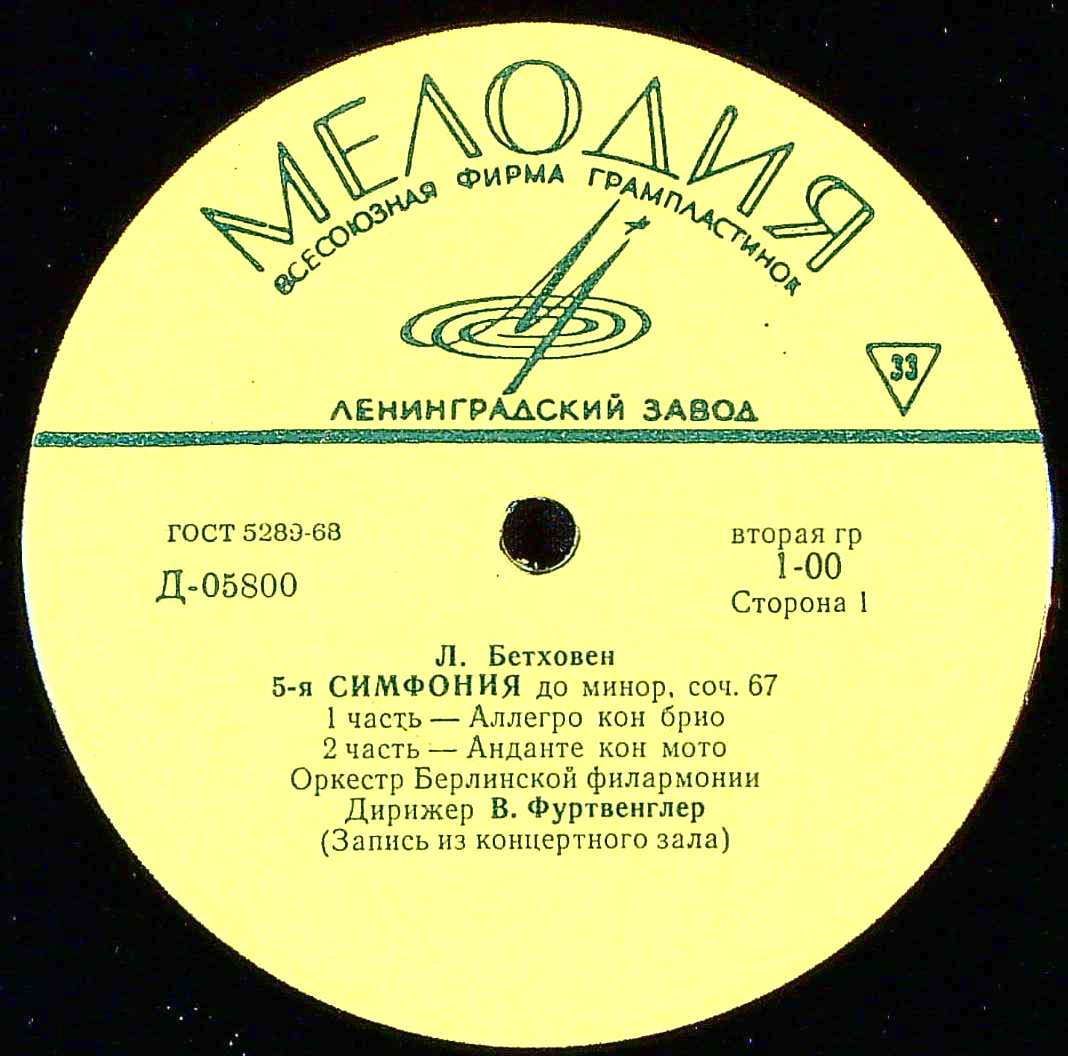 МЕЛОДИЯ
ВСЕСОЮЗНАЯ ФИРМА ГРАМПЛАСТИНОК
33
ЛЕНИНГРАДСКИЙ ЗАВОД
ГОСТ 5289-68
Д-05800
вторая гр
1-00
Сторона 1
Л. Бетховен
5-я СИМФОНИЯ до минор, соч. 67
1 часть — Аллегро кон брио
2 часть — Анданте кон мото
Оркестр Берлинской филармонии
Дирижер В. Фуртвенглер
(Запись из концертного зала)